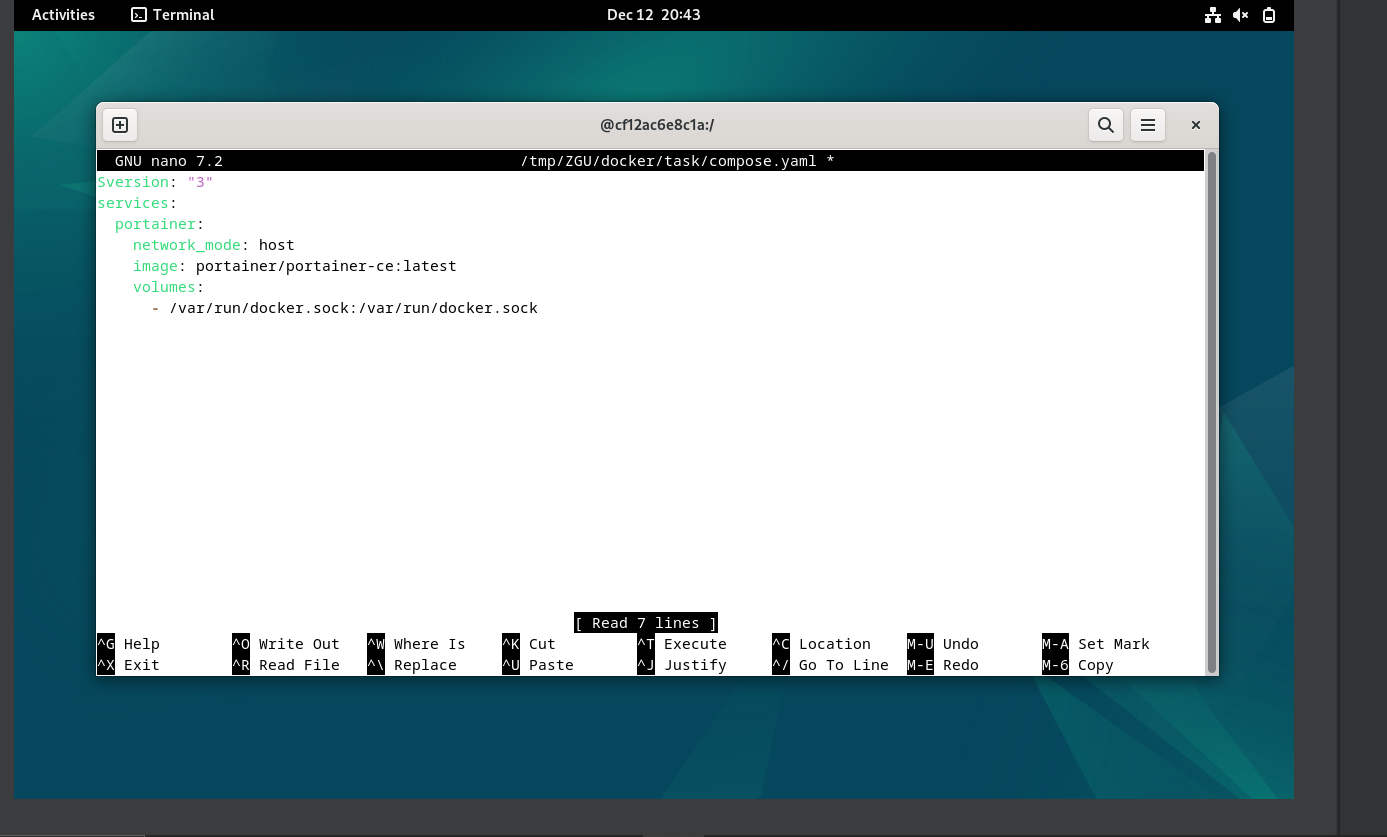 Activities Terminal Dec 12 20:43
@cf12ac6e8c1a:/
GNU nano 7.2 /tmp/ZGU/docker/task/compose.yaml *
Sversion: "3"
services:
  portainer:
    network_mode: host
    image: portainer/portainer-ce:latest
    volumes:
      - /var/run/docker.sock:/var/run/docker.sock
[ Read 7 lines ]
^G Help ^O Write Out ^W Where Is ^K Cut ^T Execute ^C Location M-U Undo M-A Set Mark
^X Exit ^R Read File ^\ Replace ^U Paste ^J Justify ^/ Go To Line M-E Redo M-6 Copy